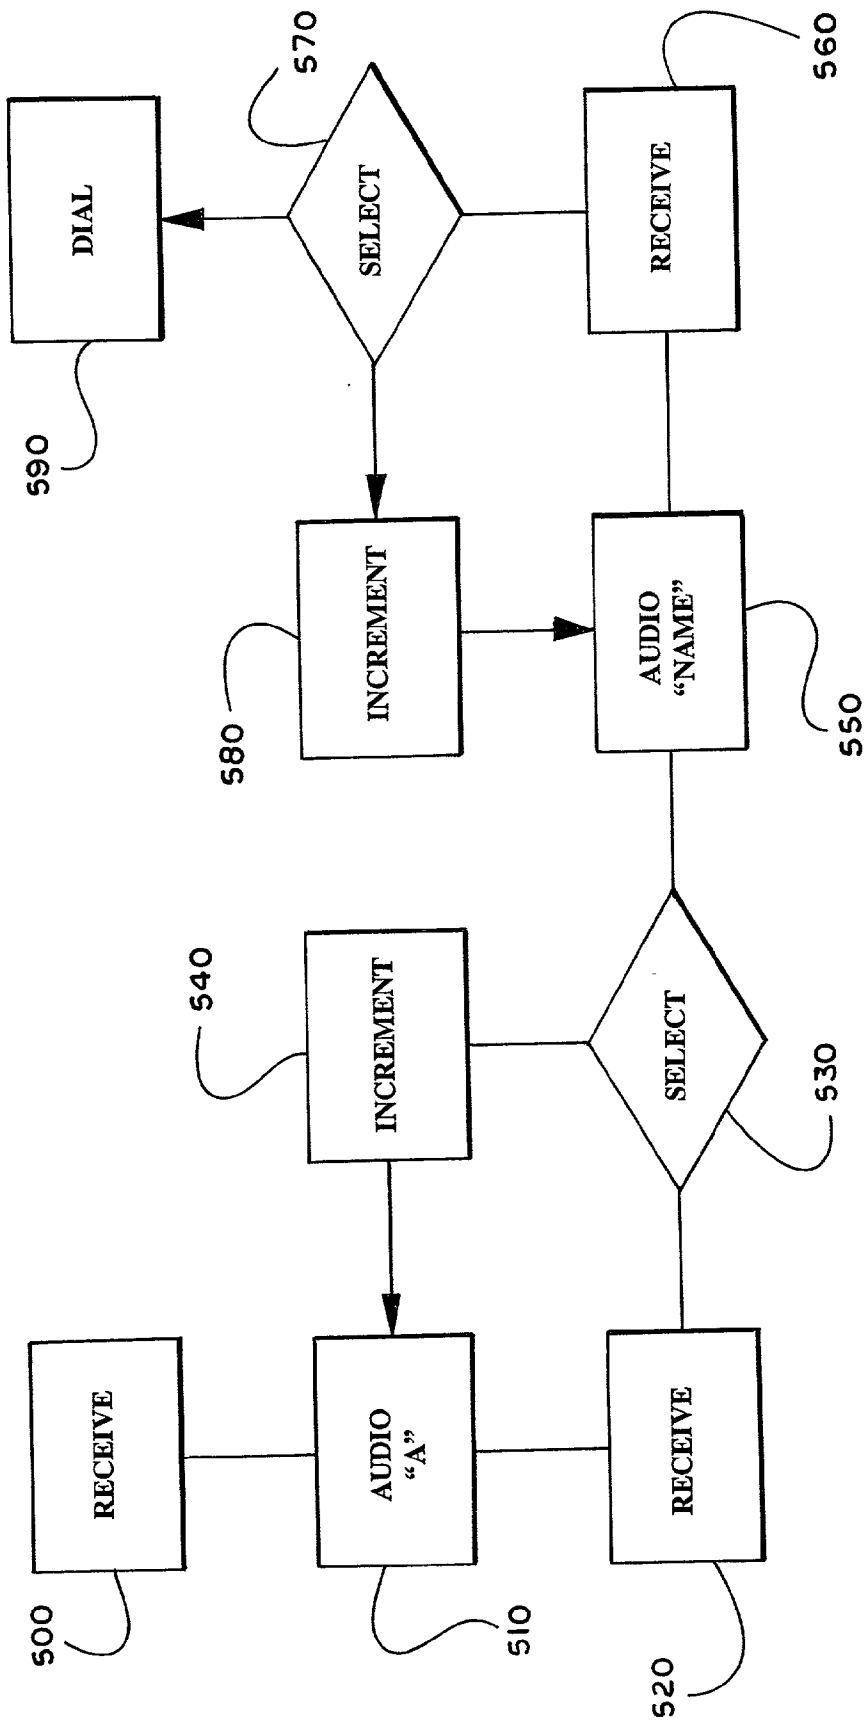 500
RECEIVE
510
AUDIO
“A”
520
RECEIVE
530
SELECT
540
INCREMENT
550
AUDIO
“NAME”
560
RECEIVE
570
SELECT
580
INCREMENT
590
DIAL